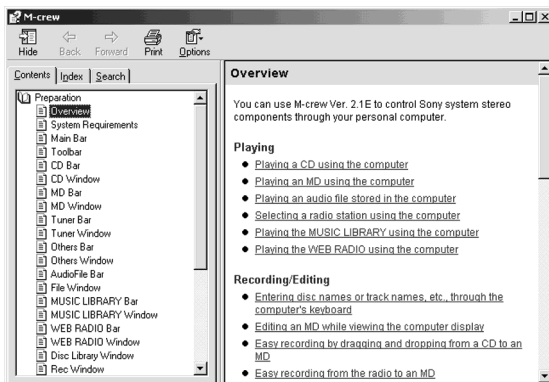 M-crew
Hide Back Forward Print Options
Contents Index Search
Preparation
Overview
System Requirements
Main Bar
Toolbar
CD Bar
CD Window
MD Bar
MD Window
Tuner Bar
Tuner Window
Others Bar
Others Window
AudioFile Bar
File Window
MUSIC LIBRARY Bar
MUSIC LIBRARY Window
WEB RADIO Bar
WEB RADIO Window
Disc Library Window
Rec Window
Overview
You can use M-crew Ver. 2.1E to control Sony system stereo
components through your personal computer.
Playing
Playing a CD using the computer
Playing an MD using the computer
Playing an audio file stored in the computer
Selecting a radio station using the computer
Playing the MUSIC LIBRARY using the computer
Playing the WEB RADIO using the computer
Recording/Editing
Entering disc names or track names, etc., through the
computer's keyboard
Editing an MD while viewing the computer display
Easy recording by dragging and dropping from a CD to an
MD
Easy recording from the radio to an MD